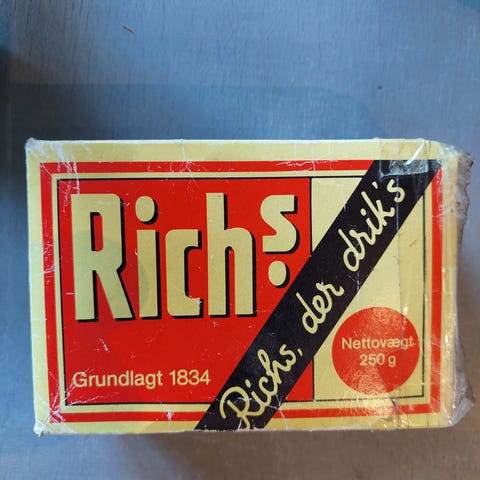 Richs.
Grundlagt 1834
Richs, der drik's
Nettovægt
250 g